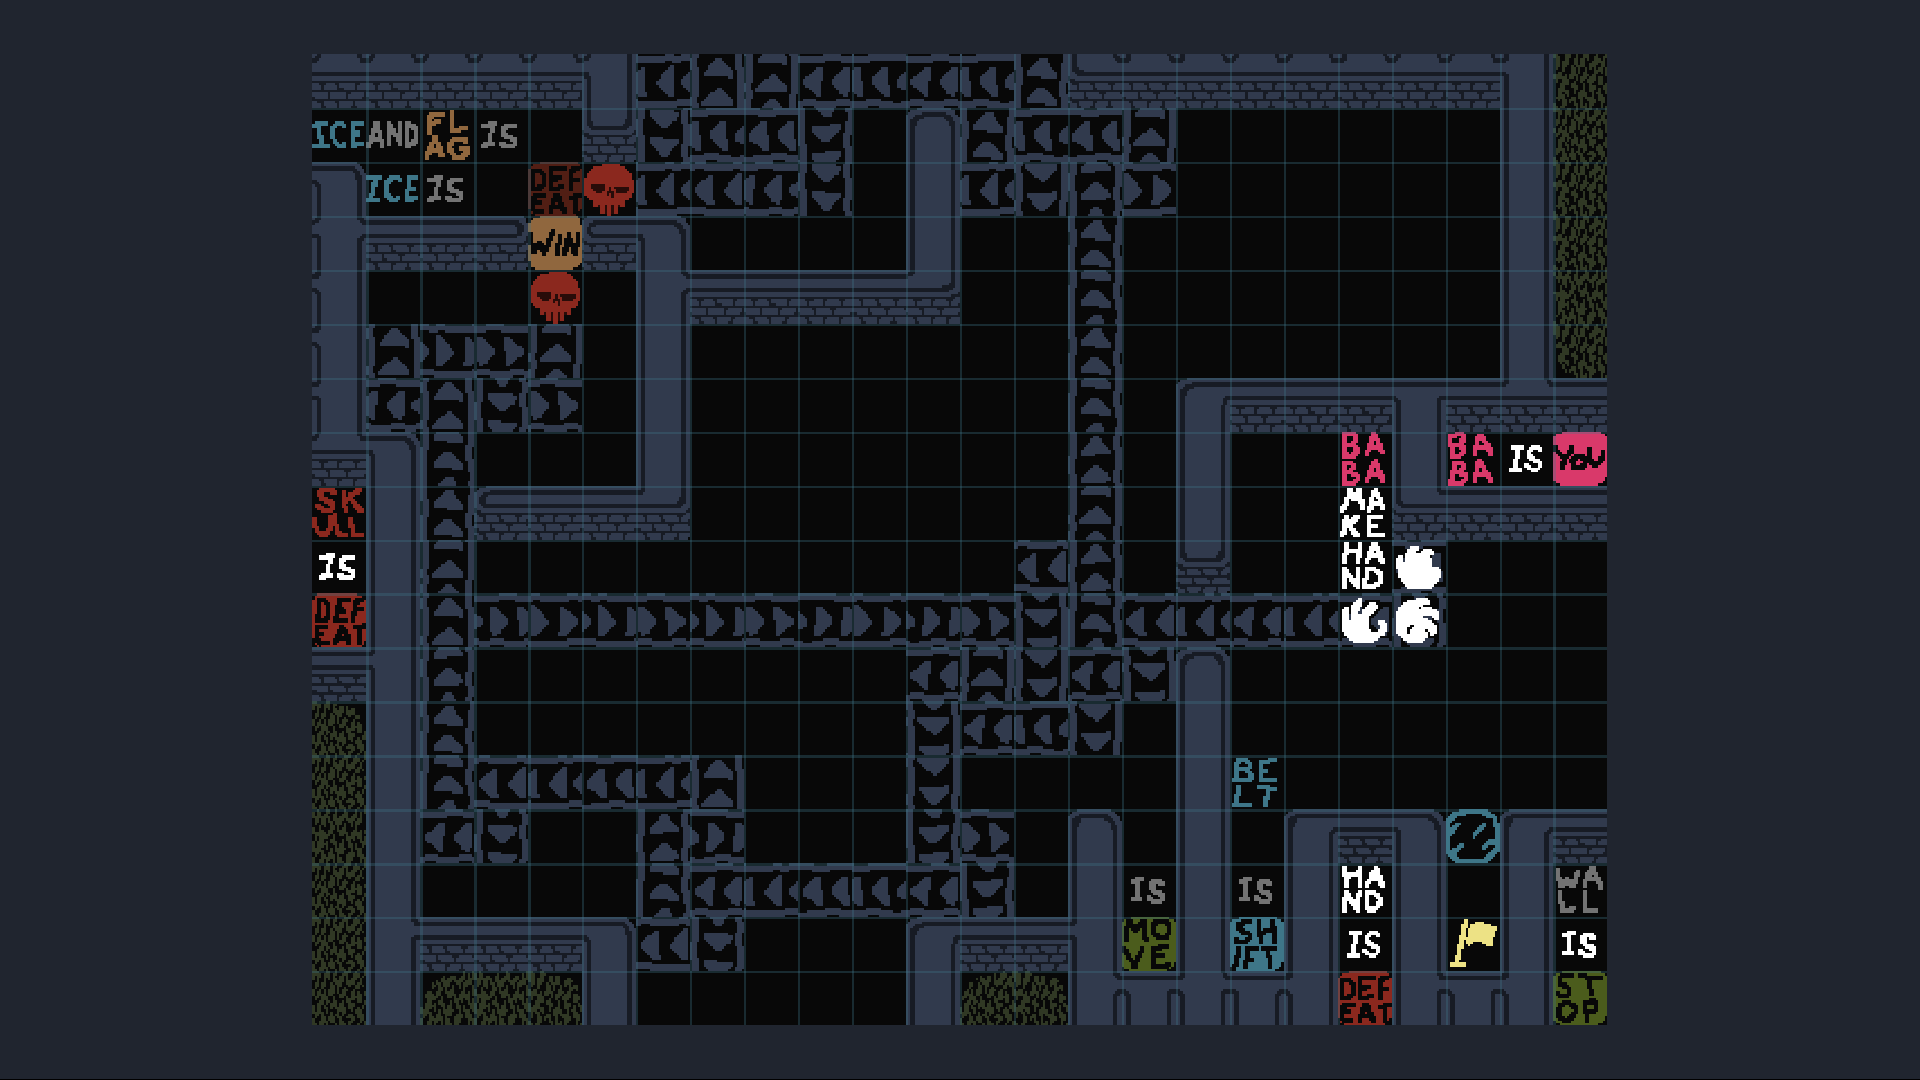 ICE AND FLAG IS
ICE IS DEFEAT
WIN
BABA BABA IS YOU
MAKE
SKULL
HAND
IS
DEFEAT
BELT
IS IS HAND WALL
MOVE SHIFT IS IS
DEFEAT STOP